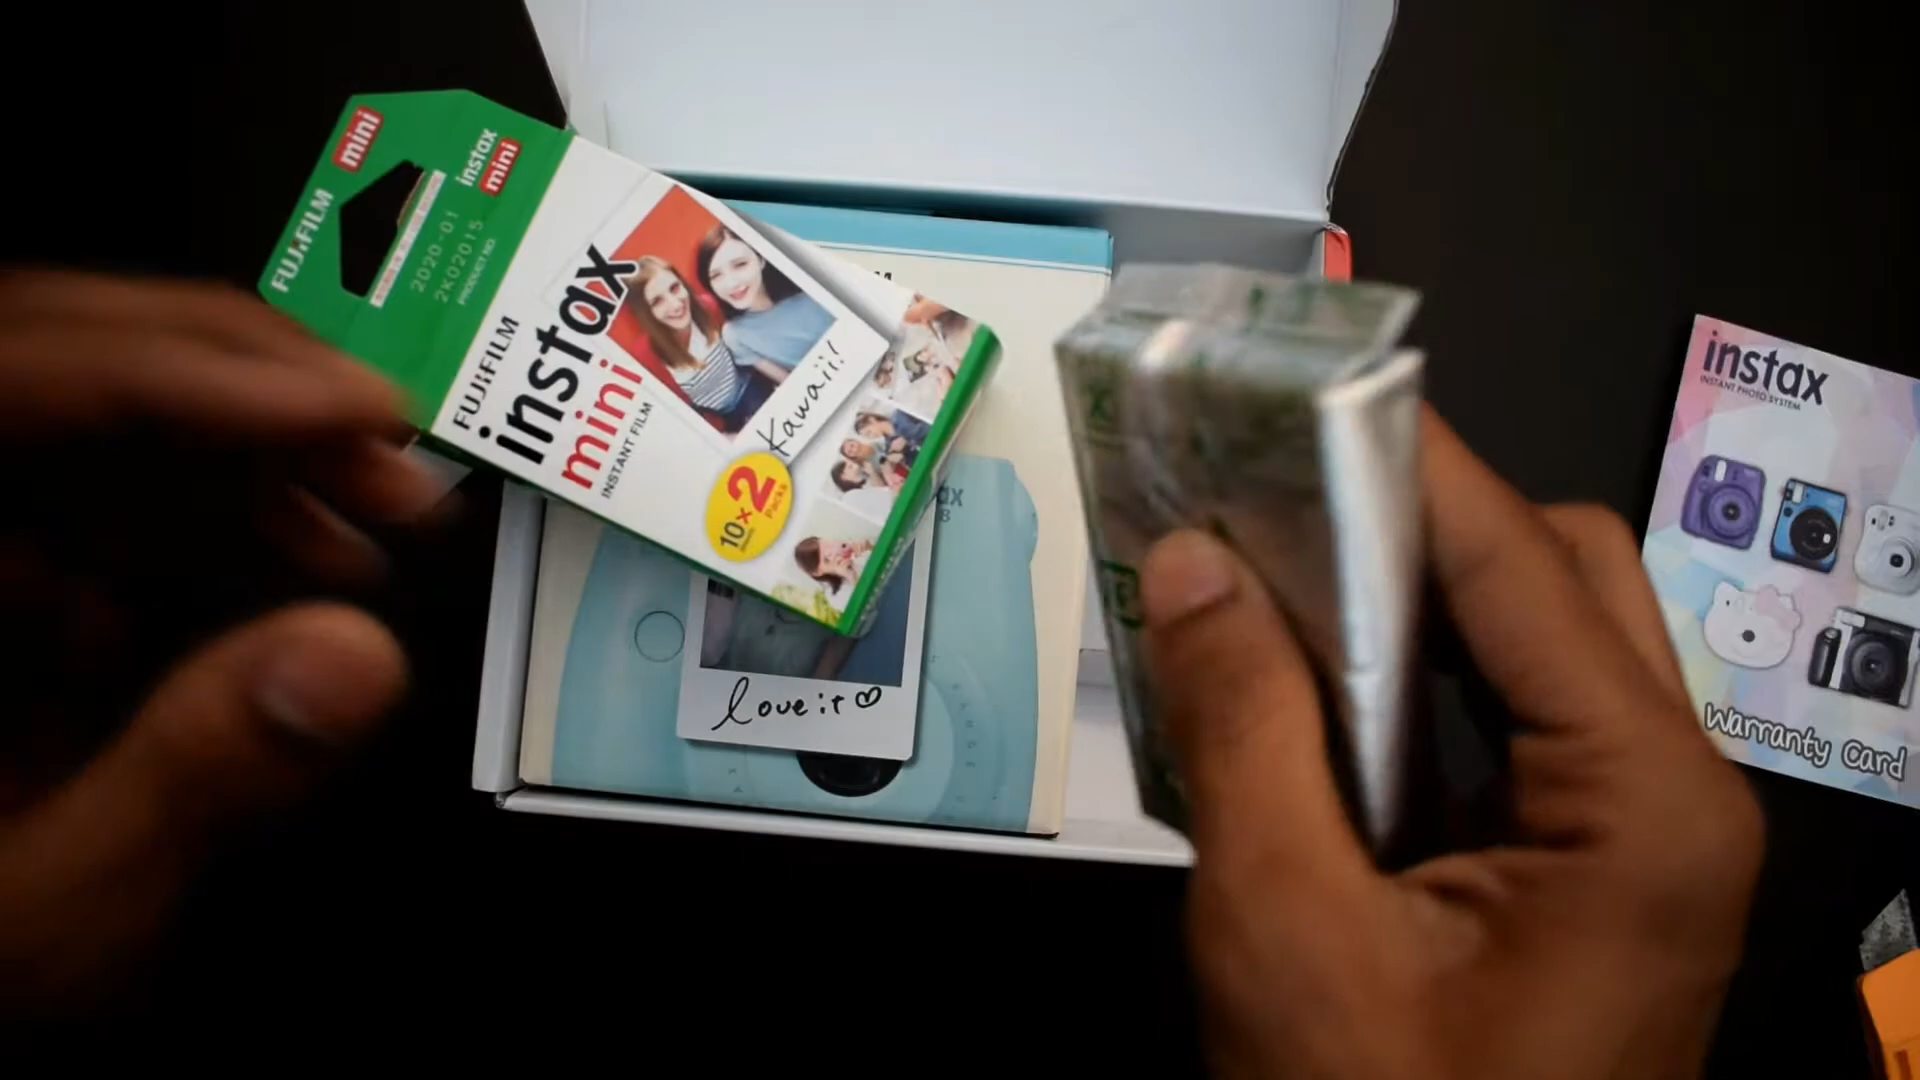 FUJIFILM
mini
instax
mini
2020-01
2K02015
PRODUCT NO.
FUJIFILM
instax
mini
INSTANT FILM
Kawaii!
10×2
Packs
love it ♡
instax
INSTANT PHOTO SYSTEM
Warranty Card